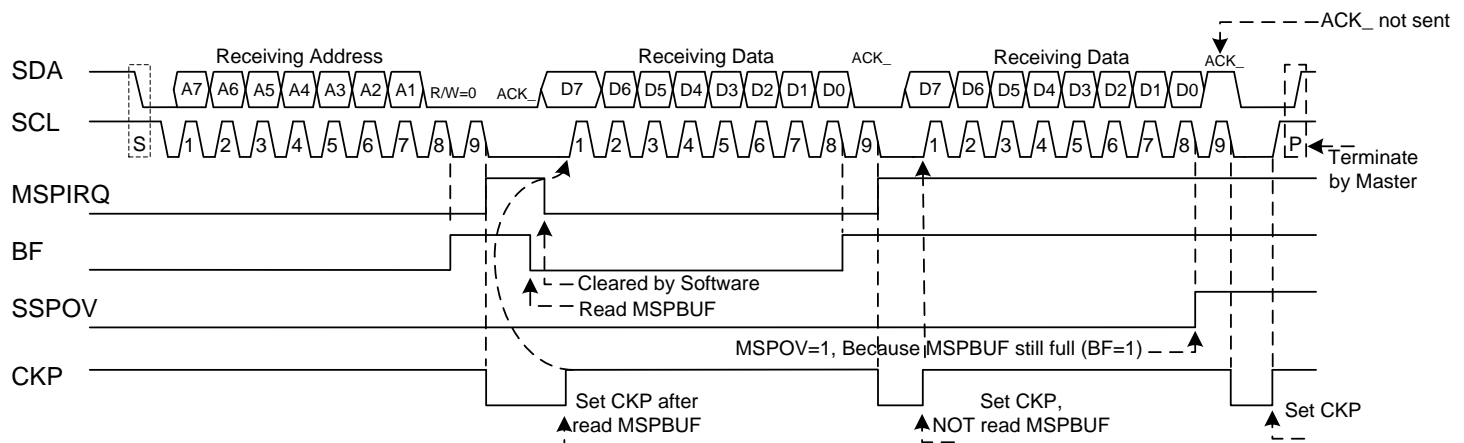 ACK_ not sent
Receiving Address
Receiving Data
ACK_
Receiving Data
ACK_
SDA
A7 A6 A5 A4 A3 A2 A1 R/W=0 ACK_ D7 D6 D5 D4 D3 D2 D1 D0 D7 D6 D5 D4 D3 D2 D1 D0
SCL
S 1 2 3 4 5 6 7 8 9 1 2 3 4 5 6 7 8 9 1 2 3 4 5 6 7 8 9 P
Terminate
by Master
MSPIRQ
BF
Cleared by Software
Read MSPBUF
SSPOV
MSPOV=1, Because MSPBUF still full (BF=1)
CKP
Set CKP after
read MSPBUF
Set CKP,
NOT read MSPBUF
Set CKP